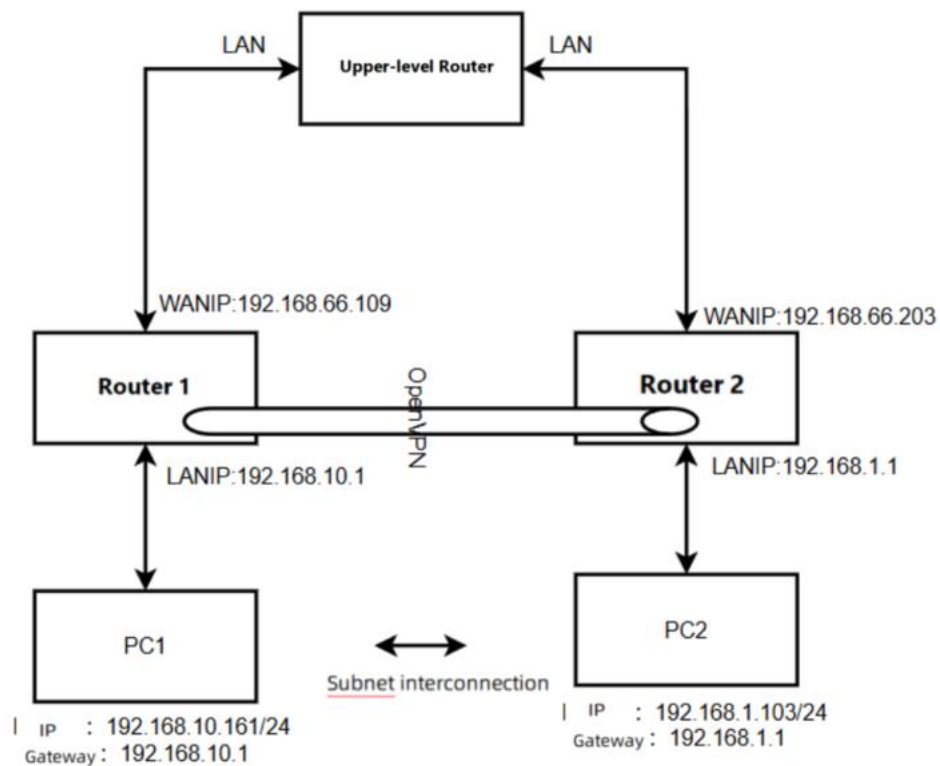 LAN
LAN
Upper-level Router
WANIP:192.168.66.109
WANIP:192.168.66.203
Router 1
Router 2
OpenVPN
LANIP:192.168.10.1
LANIP:192.168.1.1
PC1
PC2
Subnet interconnection
IP : 192.168.10.161/24
Gateway : 192.168.10.1
IP : 192.168.1.103/24
Gateway : 192.168.1.1